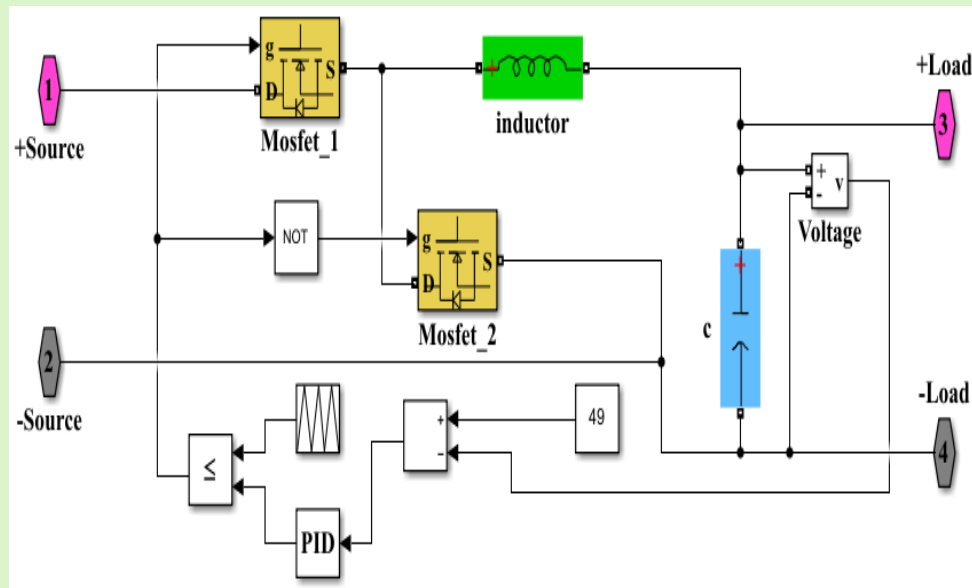 g
D
S
Mosfet_1
1
+Source
+
inductor
+Load
3
+
-
v
Voltage
NOT
g
D
S
Mosfet_2
+
c
2
-Source
-Load
4
≤
+
−
49
PID